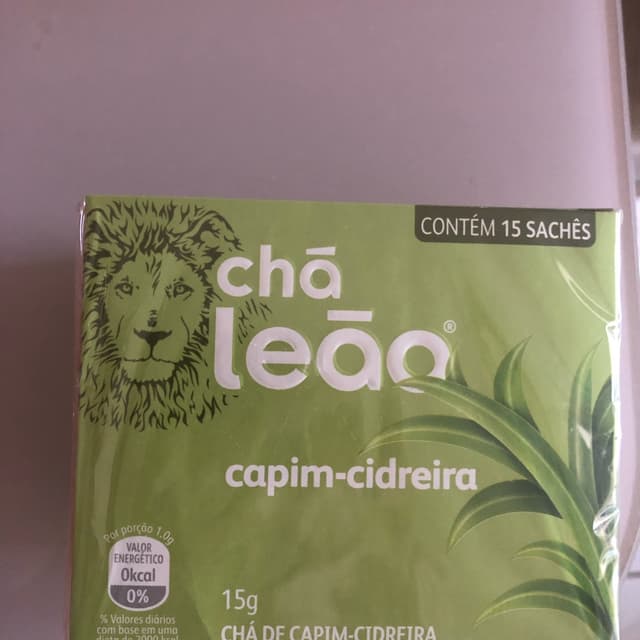 CONTÉM 15 SACHÊS
chá
leão®
capim-cidreira
Por porção 1,0g
VALOR
ENERGÉTICO
0kcal
0%
% Valores diários
com base em uma
15g
CHÁ DE CAPIM-CIDREIRA